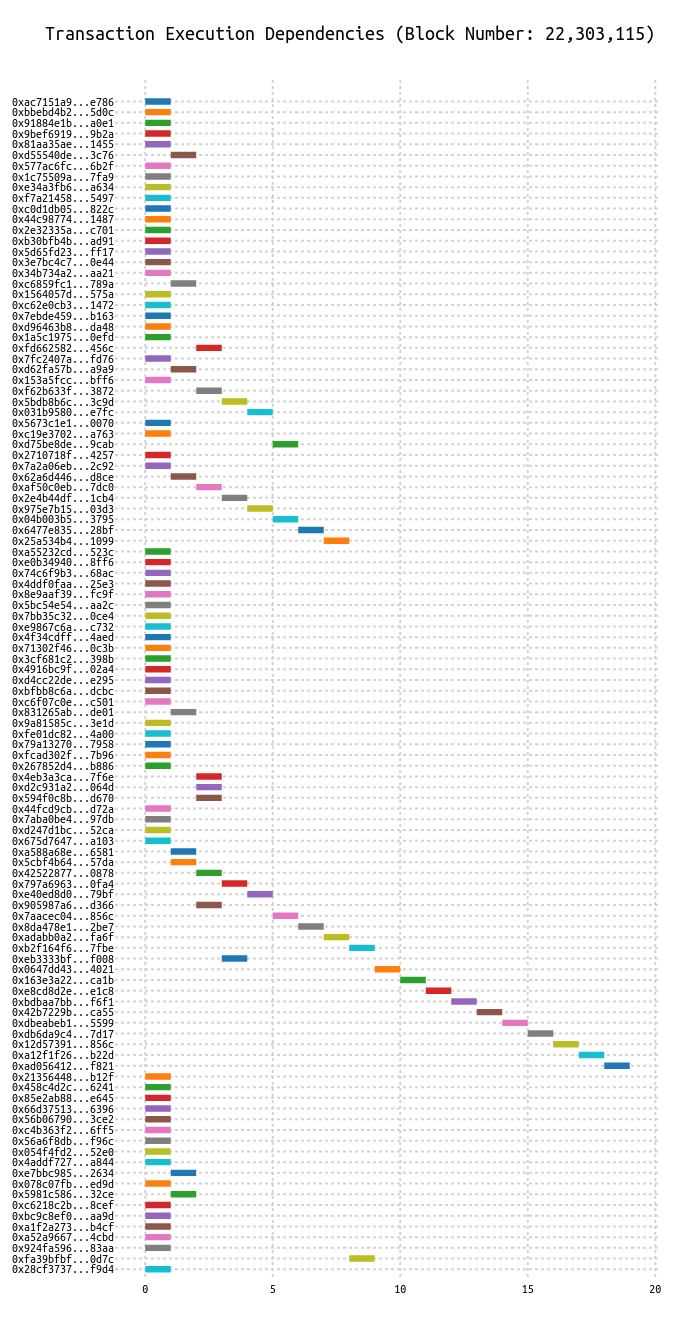 Transaction Execution Dependencies (Block Number: 22,303,115)
0xac7151a9...e786
0xbbebd4b2...5d0c
0x91884e1b...a0e1
0x9bef6919...9b2a
0x81aa35ae...1455
0xd55540de...3c76
0x577ac6fc...6b2f
0x1c75509a...7fa9
0xe34a3fb6...a634
0xf7a21458...5497
0xc0d1db05...822c
0x44c98774...1487
0x2e32335a...c701
0xb30bfb4b...ad91
0x5d65fd23...ff17
0x3e7bc4c7...0e44
0x34b734a2...aa21
0xc6859fc1...789a
0x1564057d...575a
0xc62e0cb3...1472
0x7ebde459...b163
0xd96463b8...da48
0x1a5c1975...0efd
0xfd662582...456c
0x7fc2407a...fd76
0xd62fa57b...a9a9
0x153a5fcc...bff6
0xf62b633f...3872
0x5bdb8b6c...3c9d
0x031b9580...e7fc
0x5673c1e1...0070
0xc19e3702...a763
0xd75be8de...9cab
0x2710718f...4257
0x7a2a06eb...2c92
0x62a6d446...d8ce
0xaf50c0eb...7dc0
0x2e4b44df...1cb4
0x975e7b15...03d3
0x04b003b5...3795
0x6477e835...28bf
0x25a534b4...1099
0xa55232cd...523c
0xe0b34940...8ff6
0x74c6f9b3...68ac
0x4ddf0faa...25e3
0x8e9aaf39...fc9f
0x5bc54e54...aa2c
0x7bb35c32...0ce4
0xe9867c6a...c732
0x4f34cdff...4aed
0x71302f46...0c3b
0x3cf681c2...398b
0x4916bc9f...02a4
0xd4cc22de...e295
0xbfbb8c6a...dcbc
0xc6f07c0e...c501
0x831265ab...de01
0x9a81585c...3e1d
0xfe01dc82...4a00
0x79a13270...7958
0xfcad302f...7b96
0x267852d4...b886
0x4eb3a3ca...7f6e
0xd2c931a2...064d
0x594f0c8b...d670
0x44fcd9cb...d72a
0x7aba0be4...97db
0xd247d1bc...52ca
0x675d7647...a103
0xa588a68e...6581
0x5cbf4b64...57da
0x42522877...0878
0x797a6963...0fa4
0xe40ed8d0...79bf
0x905987a6...d366
0x7aacec04...856c
0x8da478e1...2be7
0xadabb0a2...fa6f
0xb2f164f6...7fbe
0xeb3333bf...f008
0x0647dd43...4021
0x163e3a22...ca1b
0xe8cd8d2e...e1c8
0xbdbaa7bb...f6f1
0x42b7229b...ca55
0xdbeabeb1...5599
0xdb6da9c4...7d17
0x12d57391...856c
0xa12f1f26...b22d
0xad056412...f821
0x21356448...b12f
0x458c4d2c...6241
0x85e2ab88...e645
0x66d37513...6396
0x56b06790...3ce2
0xc4b363f2...6ff5
0x56a6f8db...f96c
0x054f4fd2...52e0
0x4addf727...a844
0xe7bbc985...2634
0x078c07fb...ed9d
0x5981c586...32ce
0xc6218c2b...8cef
0xbc9c8ef0...aa9d
0xa1f2a273...b4cf
0xa52a9667...4cbd
0x924fa596...83aa
0xfa39bfbf...0d7c
0x28cf3737...f9d4
0 5 10 15 20